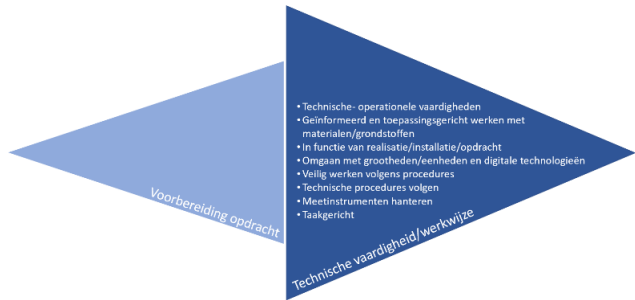 Voorbereiding opdracht
• Technische- operationele vaardigheden
• Geïnformeerd en toepassingsgericht werken met
materialen/grondstoffen
• In functie van realisatie/installatie/opdracht
• Omgaan met grootheden/eenheden en digitale technologieën
• Veilig werken volgens procedures
• Technische procedures volgen
• Meetinstrumenten hanteren
• Taakgericht
Technische vaardigheid/werkwijze